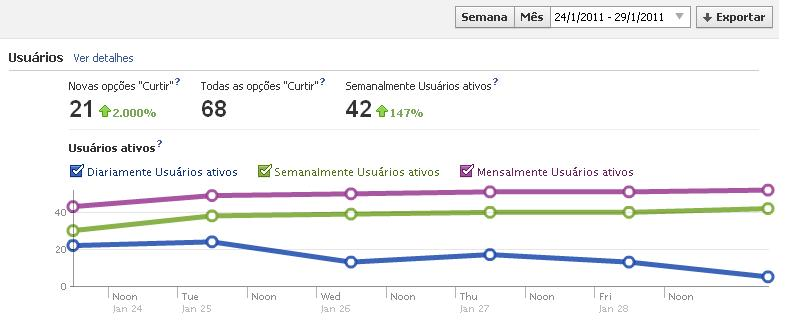 Semana Mês 24/1/2011 - 29/1/2011 Exportar
Usuários Ver detalhes
Novas opções "Curtir"? Todas as opções "Curtir"? Semanalmente Usuários ativos?
21 2.000% 68 42 147%
Usuários ativos?
Diariamente Usuários ativos Semanalmente Usuários ativos Mensalmente Usuários ativos
40
20
0
Noon Tue Noon Wed Noon Thu Noon Fri Noon
Jan 24 Jan 25 Jan 26 Jan 27 Jan 28